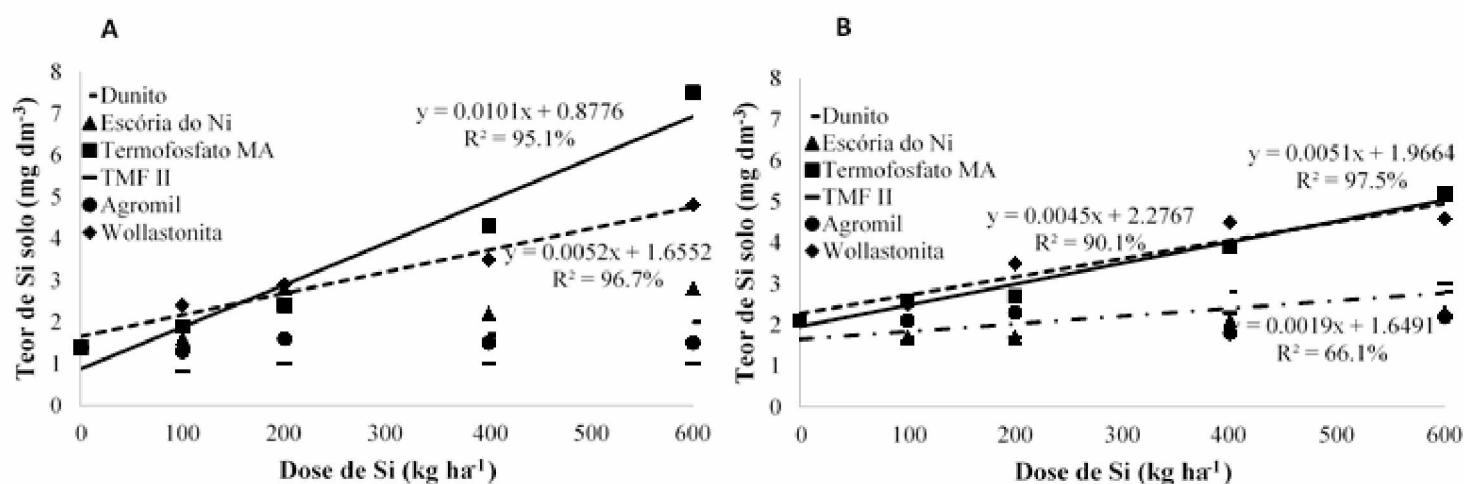 A
Teor de Si solo (mg dm⁻³)
8
7
6
5
4
3
2
1
0
Dunito
Escória do Ni
Termofosfato MA
TMF II
Agromil
Wollastonita
y = 0.0101x + 0.8776
R² = 95.1%
y = 0.0052x + 1.6552
R² = 96.7%
0 100 200 300 400 500 600
Dose de Si (kg ha⁻¹)
B
Teor de Si solo (mg dm⁻³)
8
7
6
5
4
3
2
1
0
Dunito
Escória do Ni
Termofosfato MA
TMF II
Agromil
Wollastonita
y = 0.0051x + 1.9664
R² = 97.5%
y = 0.0045x + 2.2767
R² = 90.1%
y = 0.0019x + 1.6491
R² = 66.1%
0 100 200 300 400 500 600
Dose de Si (kg ha⁻¹)